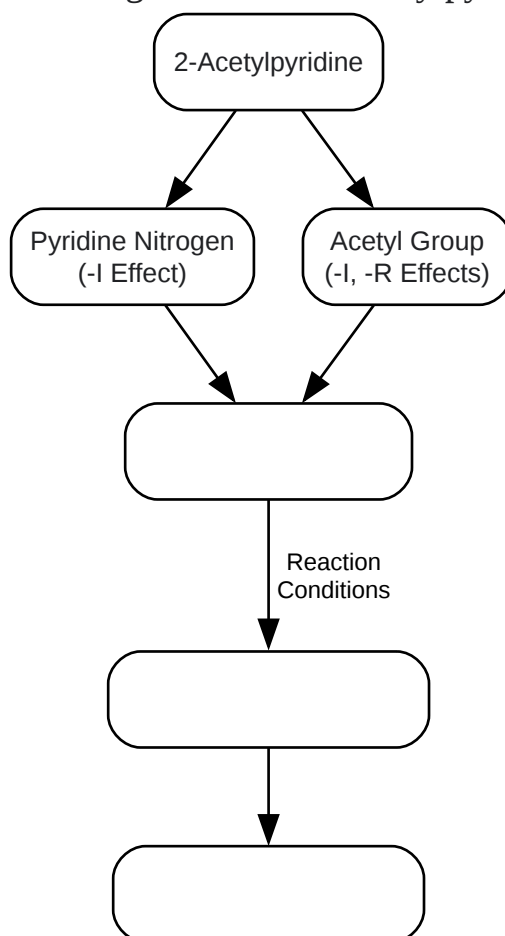 2-Acetylpyridine
Pyridine Nitrogen
(-I Effect)
Acetyl Group
(-I, -R Effects)
Reaction
Conditions